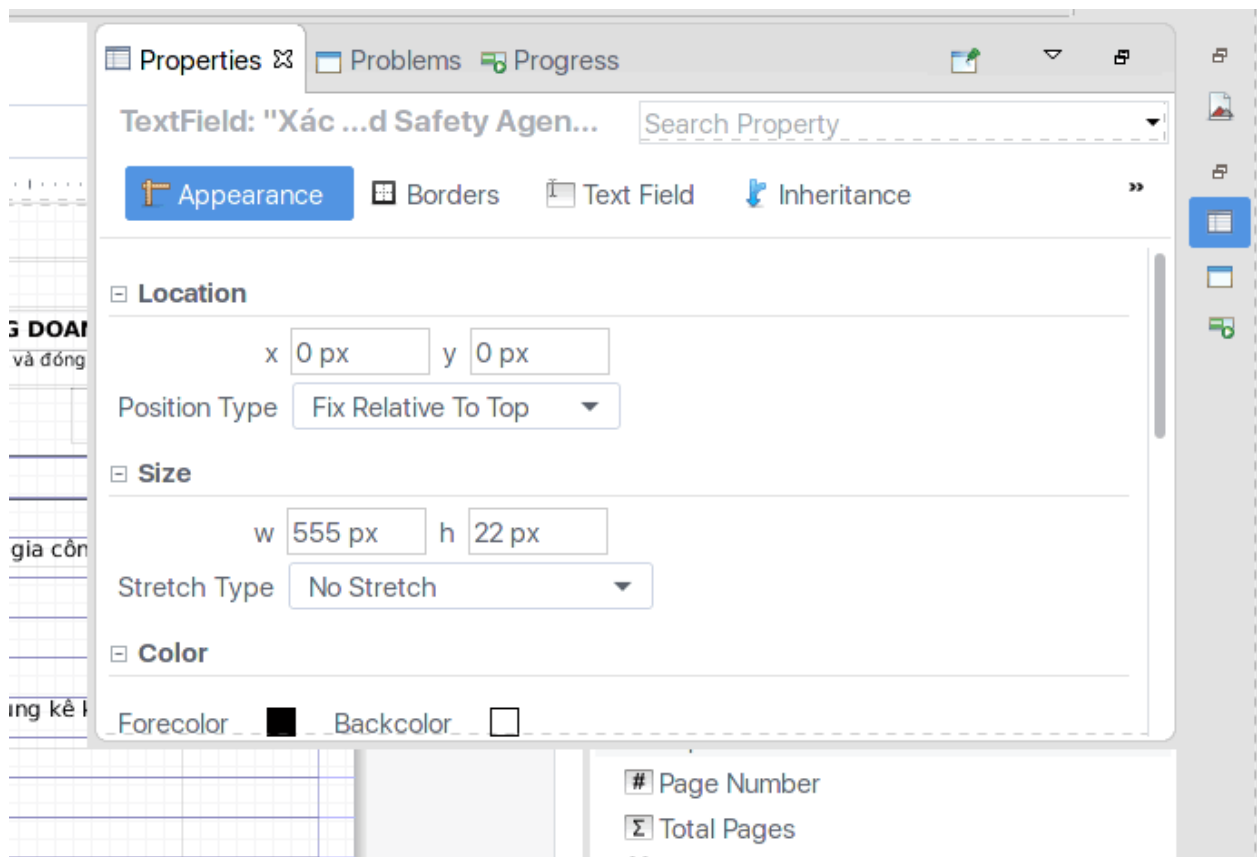 Properties Problems Progress
TextField: "Xác ...d Safety Agen... Search Property
Appearance Borders Text Field Inheritance »
Location
G DOAN
x 0 px y 0 px
và đóng
Position Type Fix Relative To Top
Size
w 555 px h 22 px
gia côn
Stretch Type No Stretch
Color
ung kê k
Forecolor Backcolor
# Page Number
Σ Total Pages